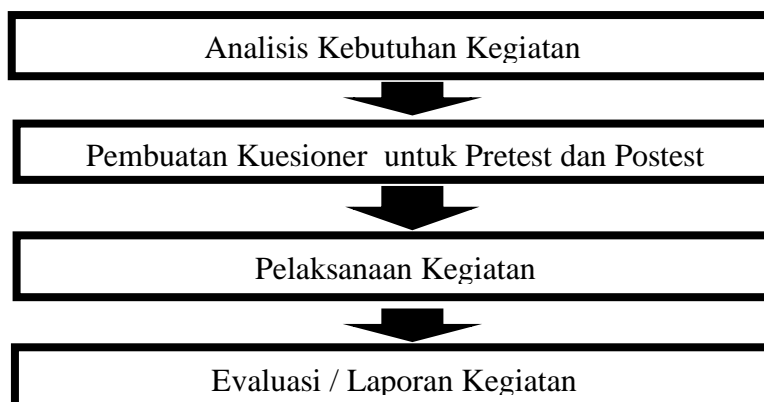 Analisis Kebutuhan Kegiatan
Pembuatan Kuesioner untuk Pretest dan Postest
Pelaksanaan Kegiatan
Evaluasi / Laporan Kegiatan